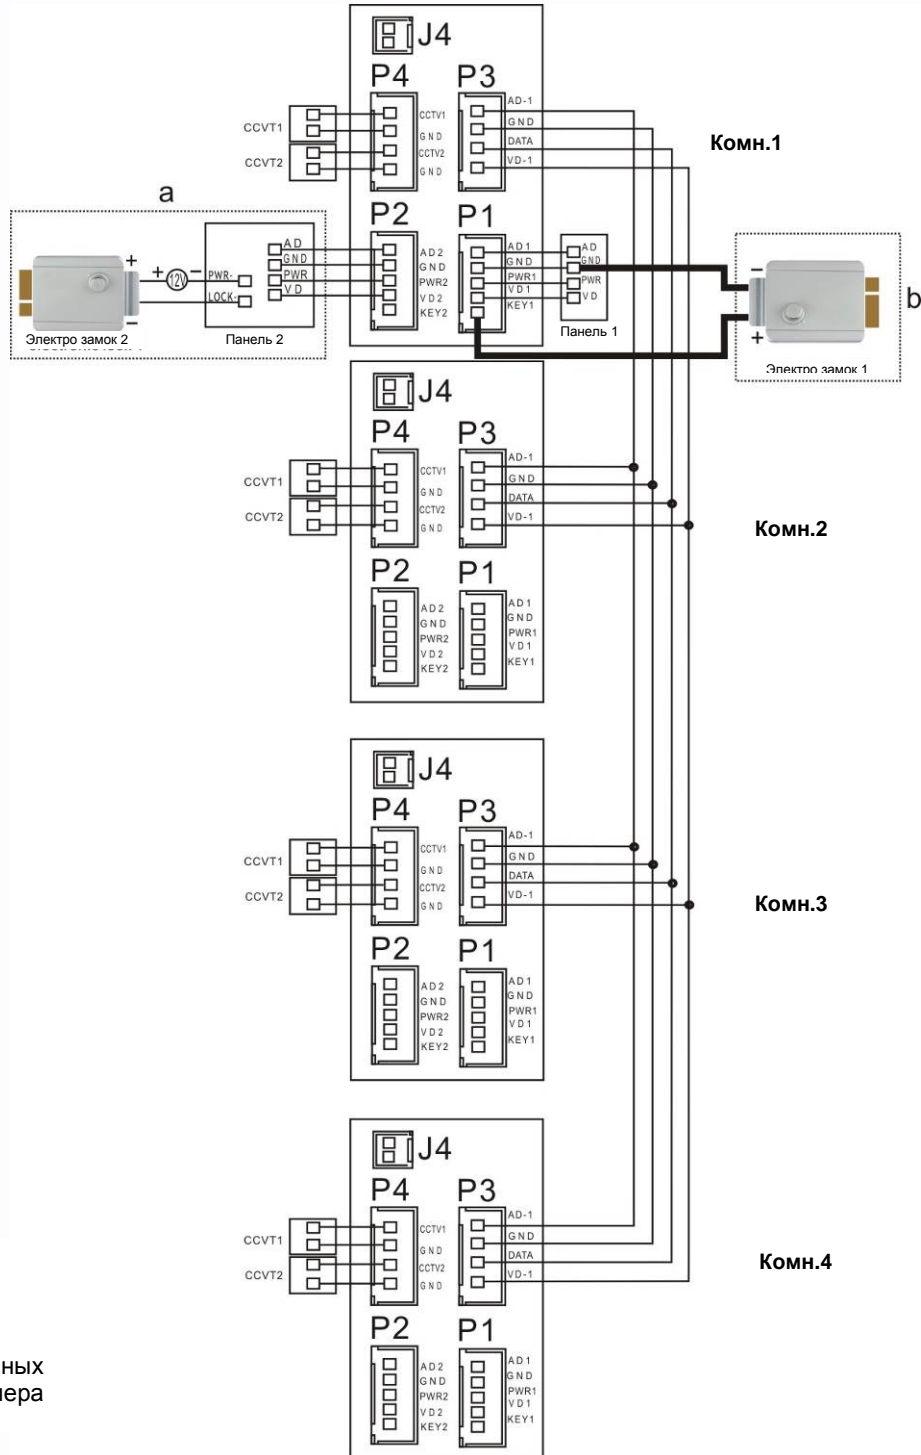 J4
P4 P3
CCVT1
CCVT2
CCTV1
GND
CCTV2
GND
AD-1
GND
DATA
VD-1
Комн.1
a
P2 P1
+
+ 12V -
-
PWR-
LOCK-
AD
GND
PWR
VD
Электро замок 2
Панель 2
AD2
GND
PWR2
VD2
KEY2
AD1
GND
PWR1
VD1
KEY1
AD
GND
PWR
VD
Панель 1
-
+
b
Электро замок 1
J4
P4 P3
CCVT1
CCVT2
CCTV1
GND
CCTV2
GND
AD-1
GND
DATA
VD-1
Комн.2
P2 P1
AD2
GND
PWR2
VD2
KEY2
AD1
GND
PWR1
VD1
KEY1
J4
P4 P3
CCVT1
CCVT2
CCTV1
GND
CCTV2
GND
AD-1
GND
DATA
VD-1
Комн.3
P2 P1
AD2
GND
PWR2
VD2
KEY2
AD1
GND
PWR1
VD1
KEY1
J4
P4 P3
CCVT1
CCVT2
CCTV1
GND
CCTV2
GND
AD-1
GND
DATA
VD-1
Комн.4
P2 P1
AD2
GND
PWR2
VD2
KEY2
AD1
GND
PWR1
VD1
KEY1
ных
мера